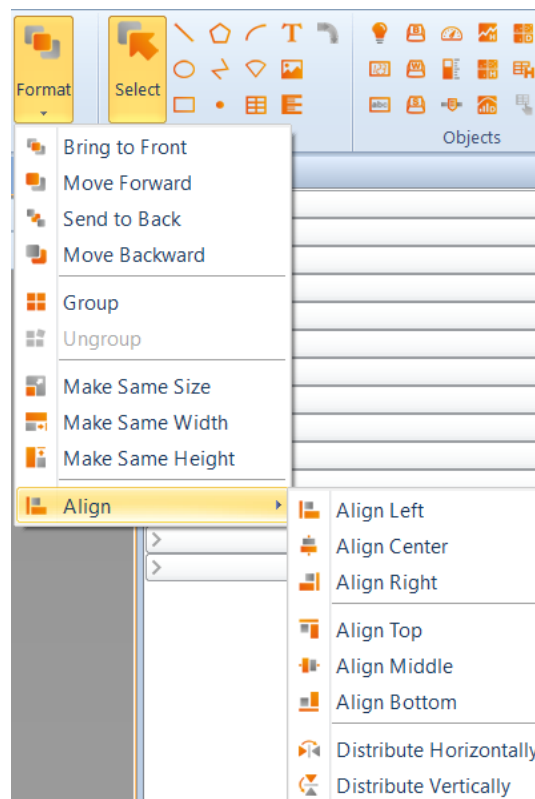 Format
Select
Objects
Bring to Front
Move Forward
Send to Back
Move Backward
Group
Ungroup
Make Same Size
Make Same Width
Make Same Height
Align
Align Left
Align Center
Align Right
Align Top
Align Middle
Align Bottom
Distribute Horizontally
Distribute Vertically